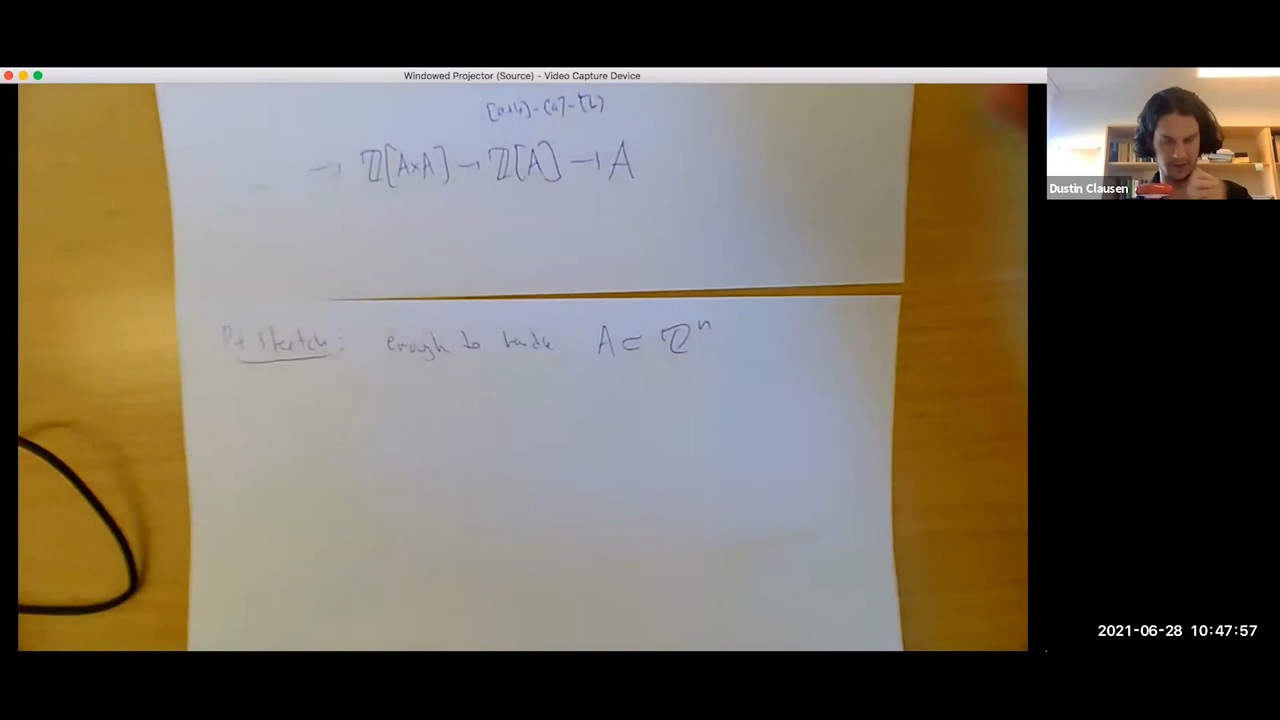 Windowed Projector (Source) - Video Capture Device
[a+b]-[a]-[b]
→ ℤ[A×A] → ℤ[A] → A
Dustin Clausen
Pf sketch: enough to handle A ⊂ ℤⁿ
2021-06-28 10:47:57